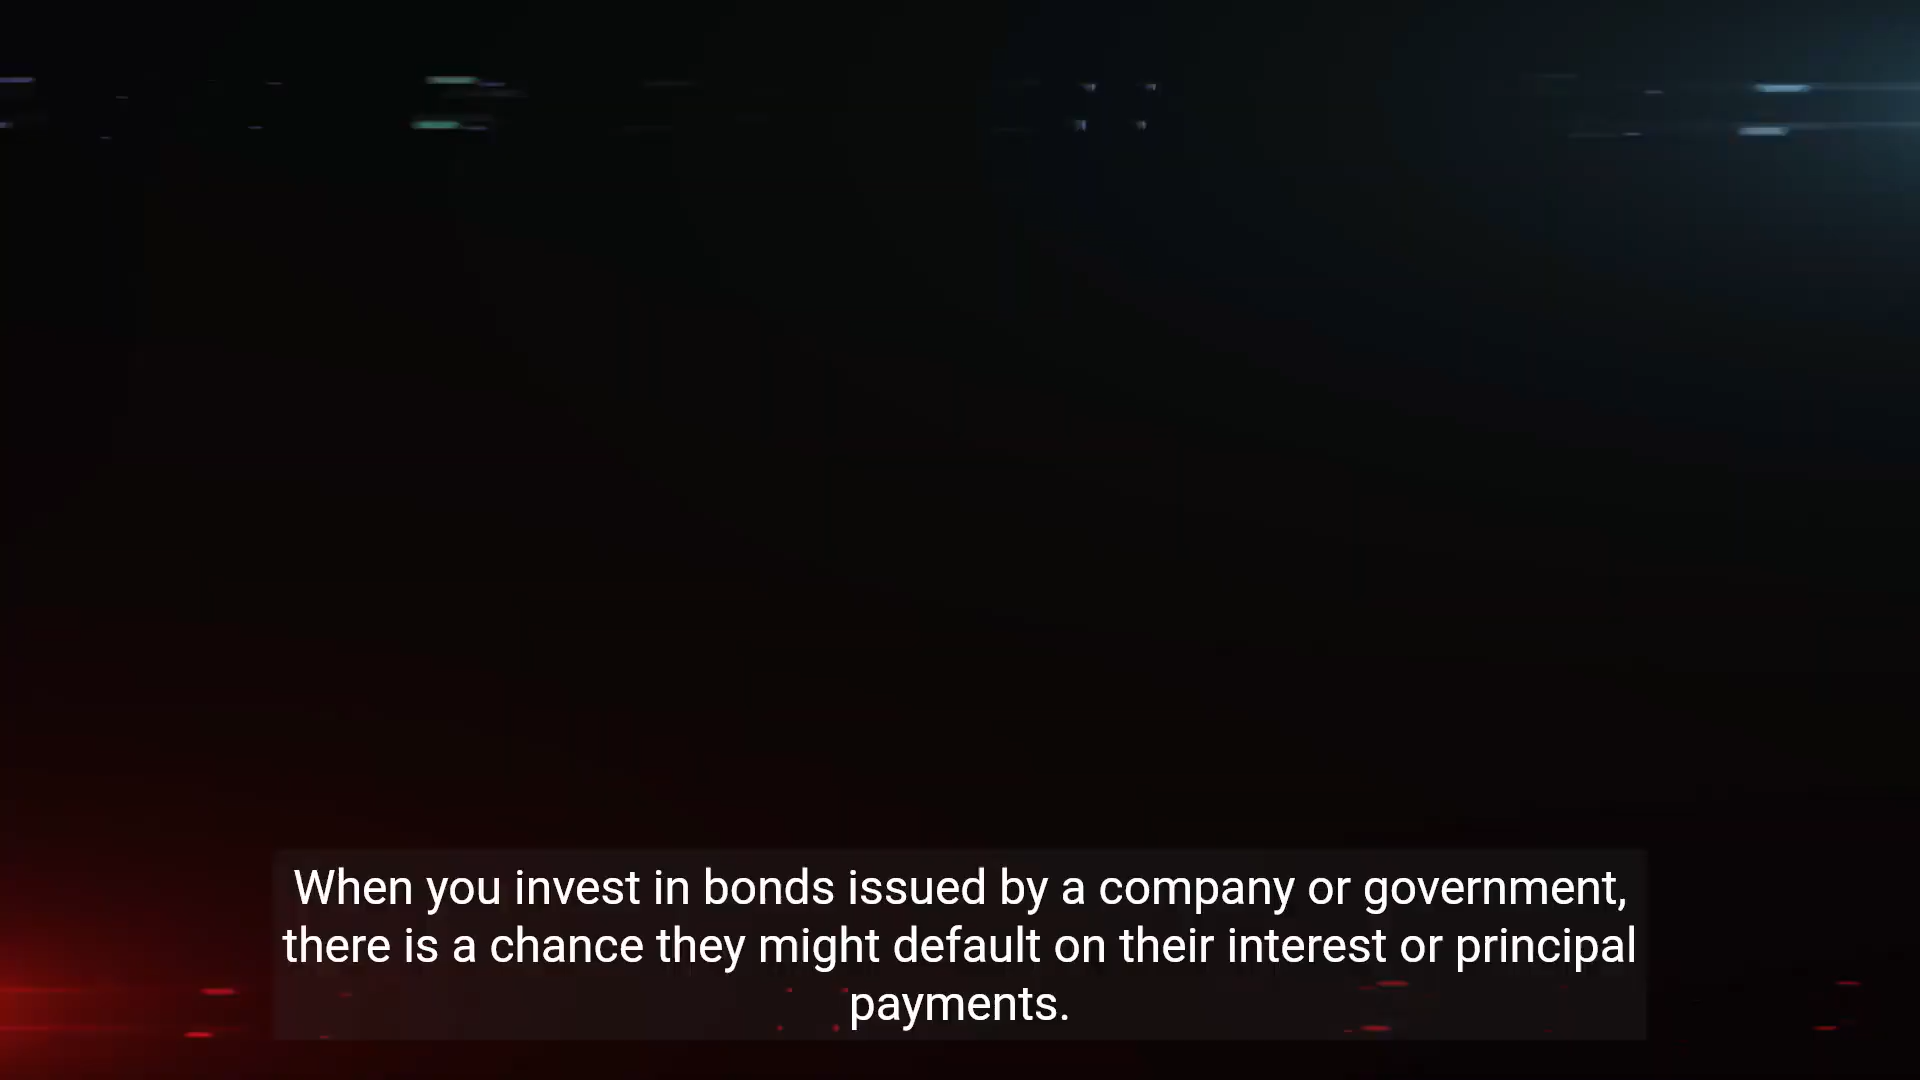 When you invest in bonds issued by a company or government,
there is a chance they might default on their interest or principal
payments.